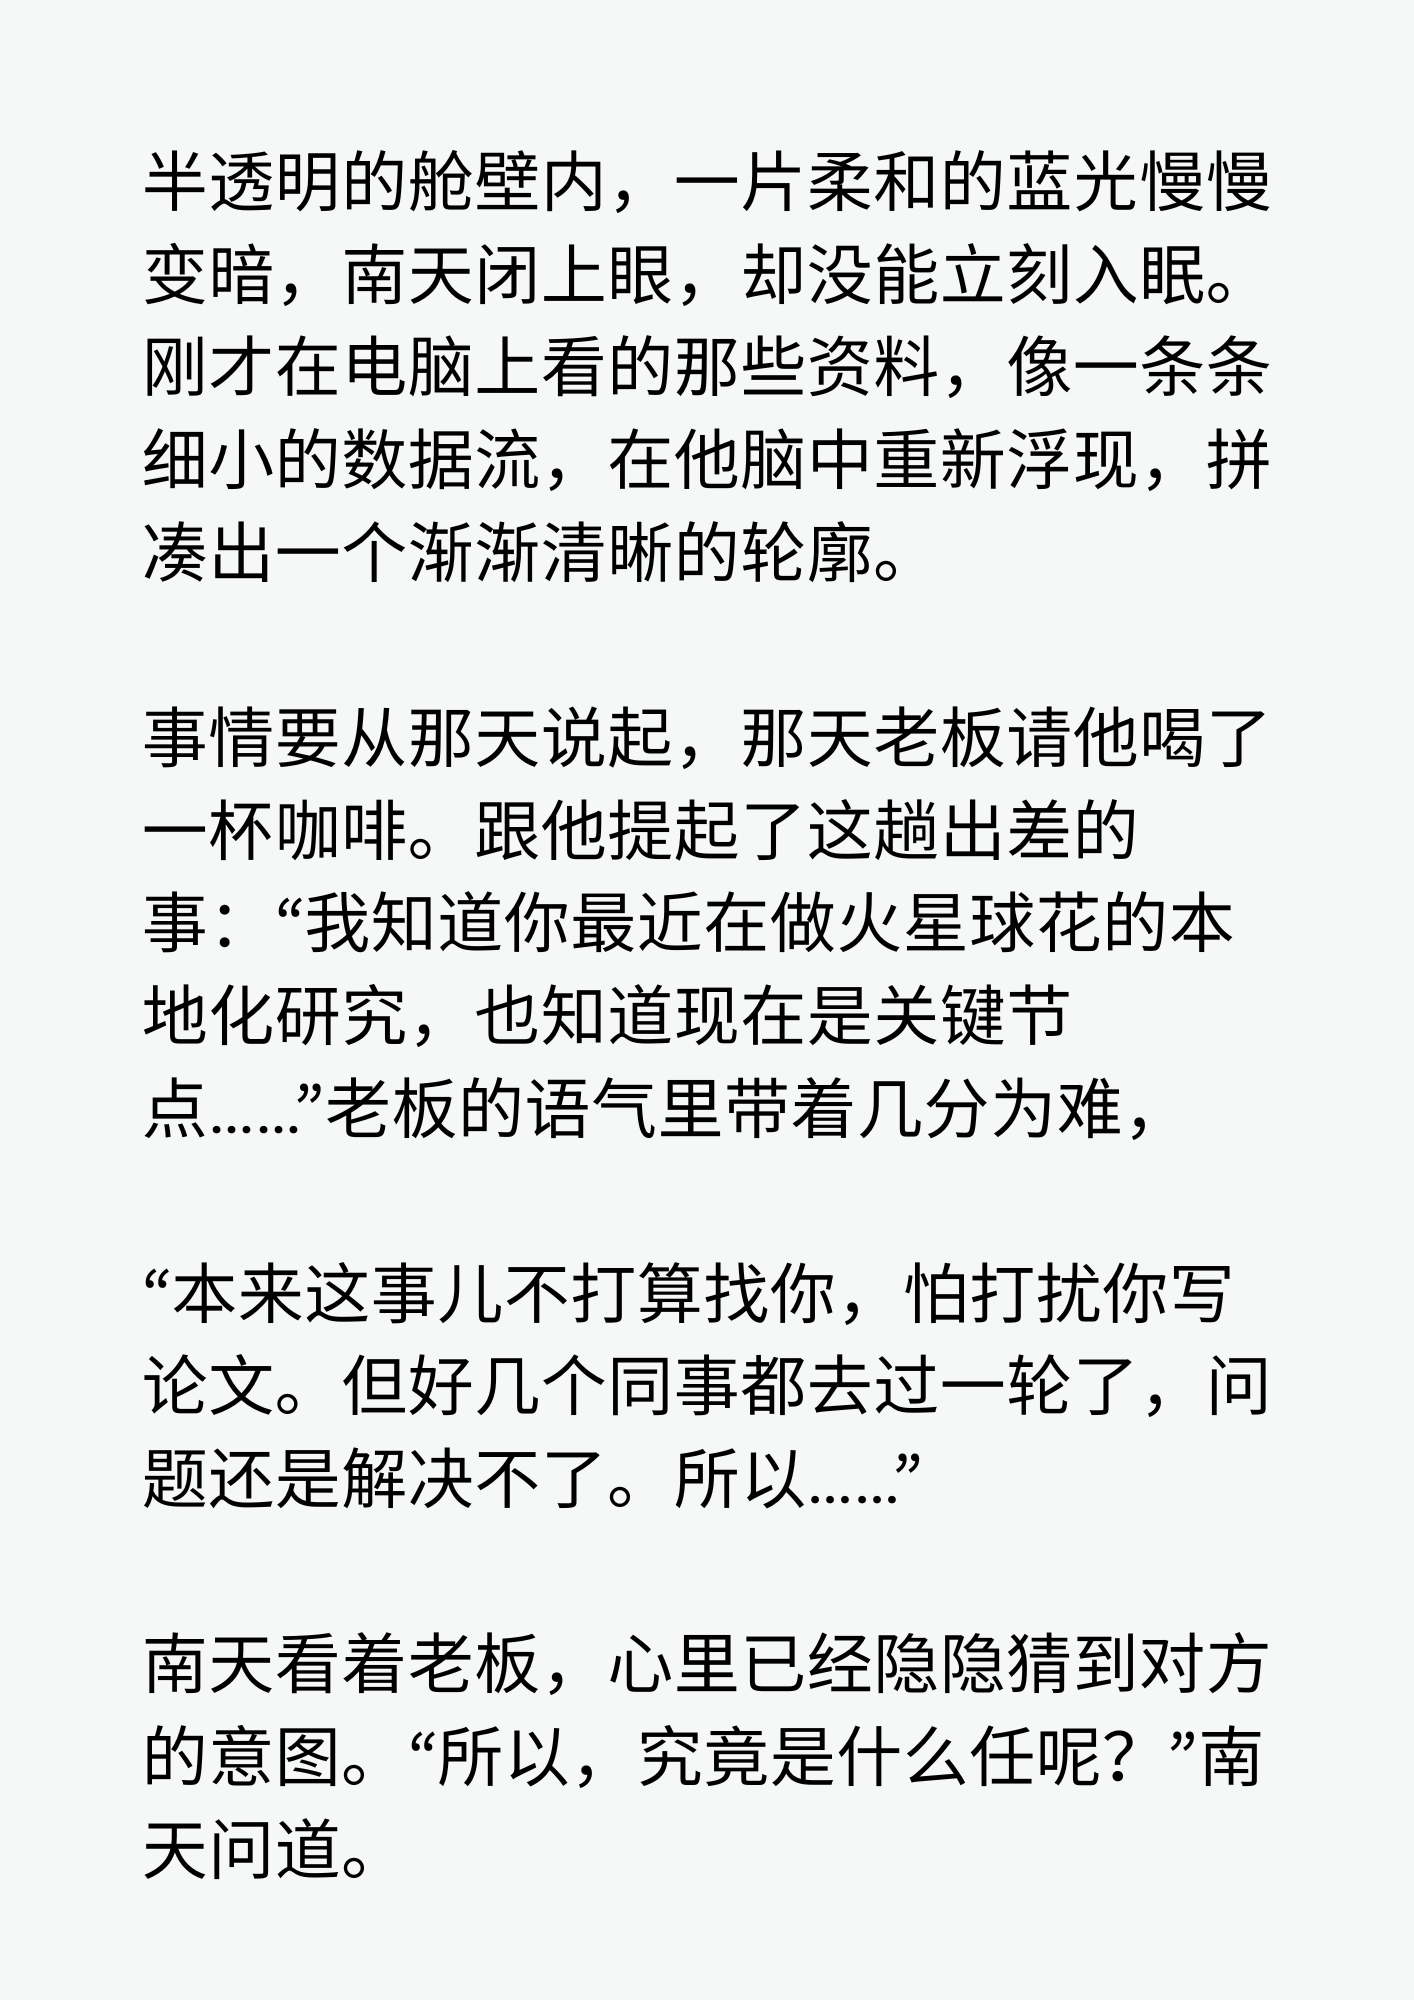 半透明的舱壁内，一片柔和的蓝光慢慢
变暗，南天闭上眼，却没能立刻入眠。
刚才在电脑上看的那些资料，像一条条
细小的数据流，在他脑中重新浮现，拼
凑出一个渐渐清晰的轮廓。
事情要从那天说起，那天老板请他喝了
一杯咖啡。跟他提起了这趟出差的
事：“我知道你最近在做火星球花的本
地化研究，也知道现在是关键节
点……”老板的语气里带着几分为难，
“本来这事儿不打算找你，怕打扰你写
论文。但好几个同事都去过一轮了，问
题还是解决不了。所以……”
南天看着老板，心里已经隐隐猜到对方
的意图。“所以，究竟是什么任呢？”南
天问道。